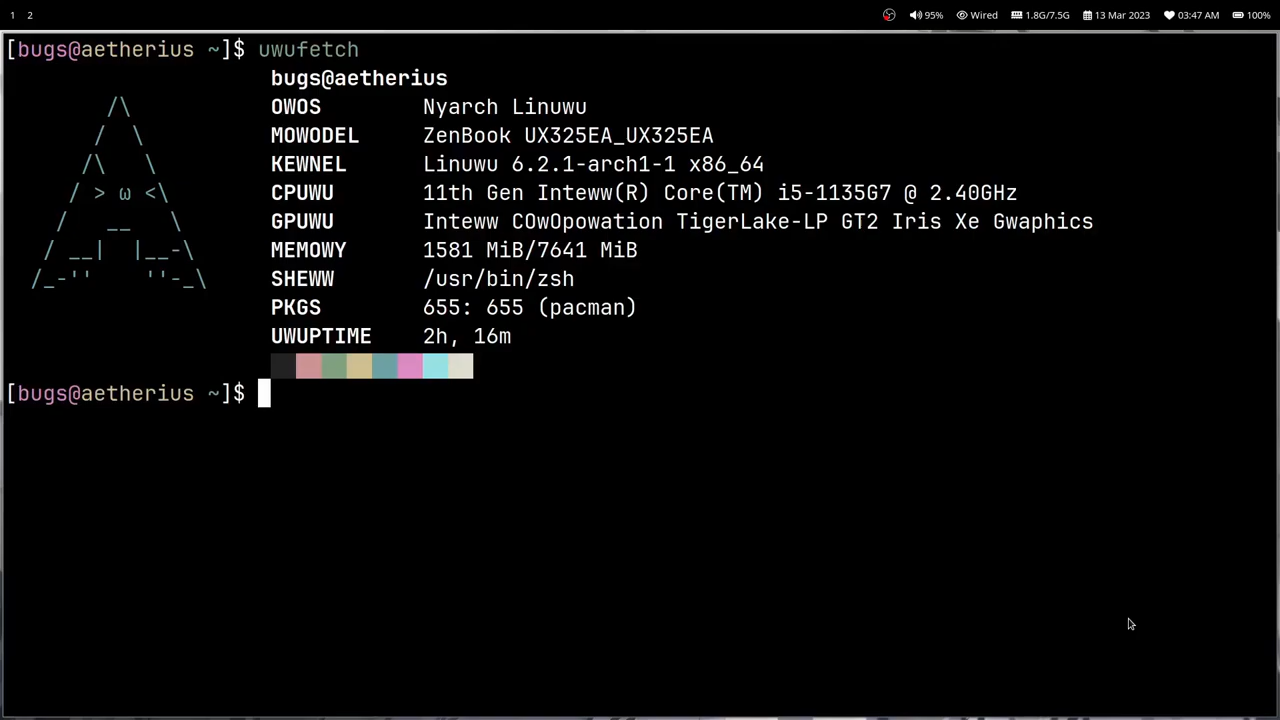 1 2 95% Wired 1.8G/7.5G 13 Mar 2023 03:47 AM 100%
[bugs@aetherius ~]$ uwufetch
bugs@aetherius
/\ OWOS Nyarch Linuwu
/ \ MOWODEL ZenBook UX325EA_UX325EA
/\ \ KEWNEL Linuwu 6.2.1-arch1-1 x86_64
/ > ω <\ CPUWU 11th Gen Inteww(R) Core(TM) i5-1135G7 @ 2.40GHz
/ __ \ GPUWU Inteww COwOpowation TigerLake-LP GT2 Iris Xe Gwaphics
/ __| |__-\ MEMOWY 1581 MiB/7641 MiB
/_-'' ''-_\ SHEWW /usr/bin/zsh
PKGS 655: 655 (pacman)
UWUPTIME 2h, 16m
[bugs@aetherius ~]$